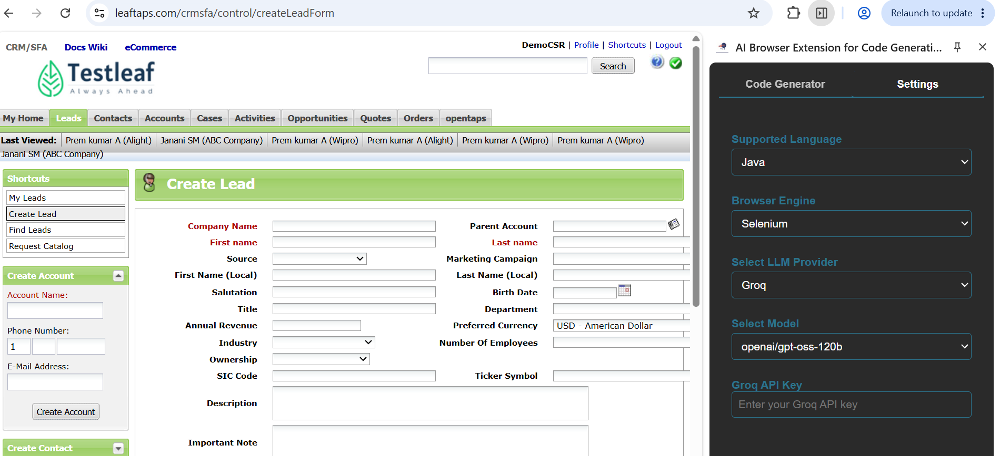 leaftaps.com/crmsfa/control/createLeadForm
Relaunch to update
CRM/SFA Docs Wiki eCommerce
DemoCSR | Profile | Shortcuts | Logout
Search
Testleaf
Always Ahead
My Home Leads Contacts Accounts Cases Activities Opportunities Quotes Orders opentaps
Last Viewed: Prem kumar A (Alight) Janani SM (ABC Company) Prem kumar A (Wipro) Prem kumar A (Alight) Prem kumar A (Wipro) Prem kumar A (Wipro)
Janani SM (ABC Company)
Shortcuts
My Leads
Create Lead
Find Leads
Request Catalog
Create Account
Account Name:
Phone Number:
1
E-Mail Address:
Create Account
Create Contact
Create Lead
Company Name Parent Account
First name Last name
Source Marketing Campaign
First Name (Local) Last Name (Local)
Salutation Birth Date
Title Department
Annual Revenue Preferred Currency USD - American Dollar
Industry Number Of Employees
Ownership
SIC Code Ticker Symbol
Description
Important Note
AI Browser Extension for Code Generati...
Code Generator Settings
Supported Language
Java
Browser Engine
Selenium
Select LLM Provider
Groq
Select Model
openai/gpt-oss-120b
Groq API Key
Enter your Groq API key